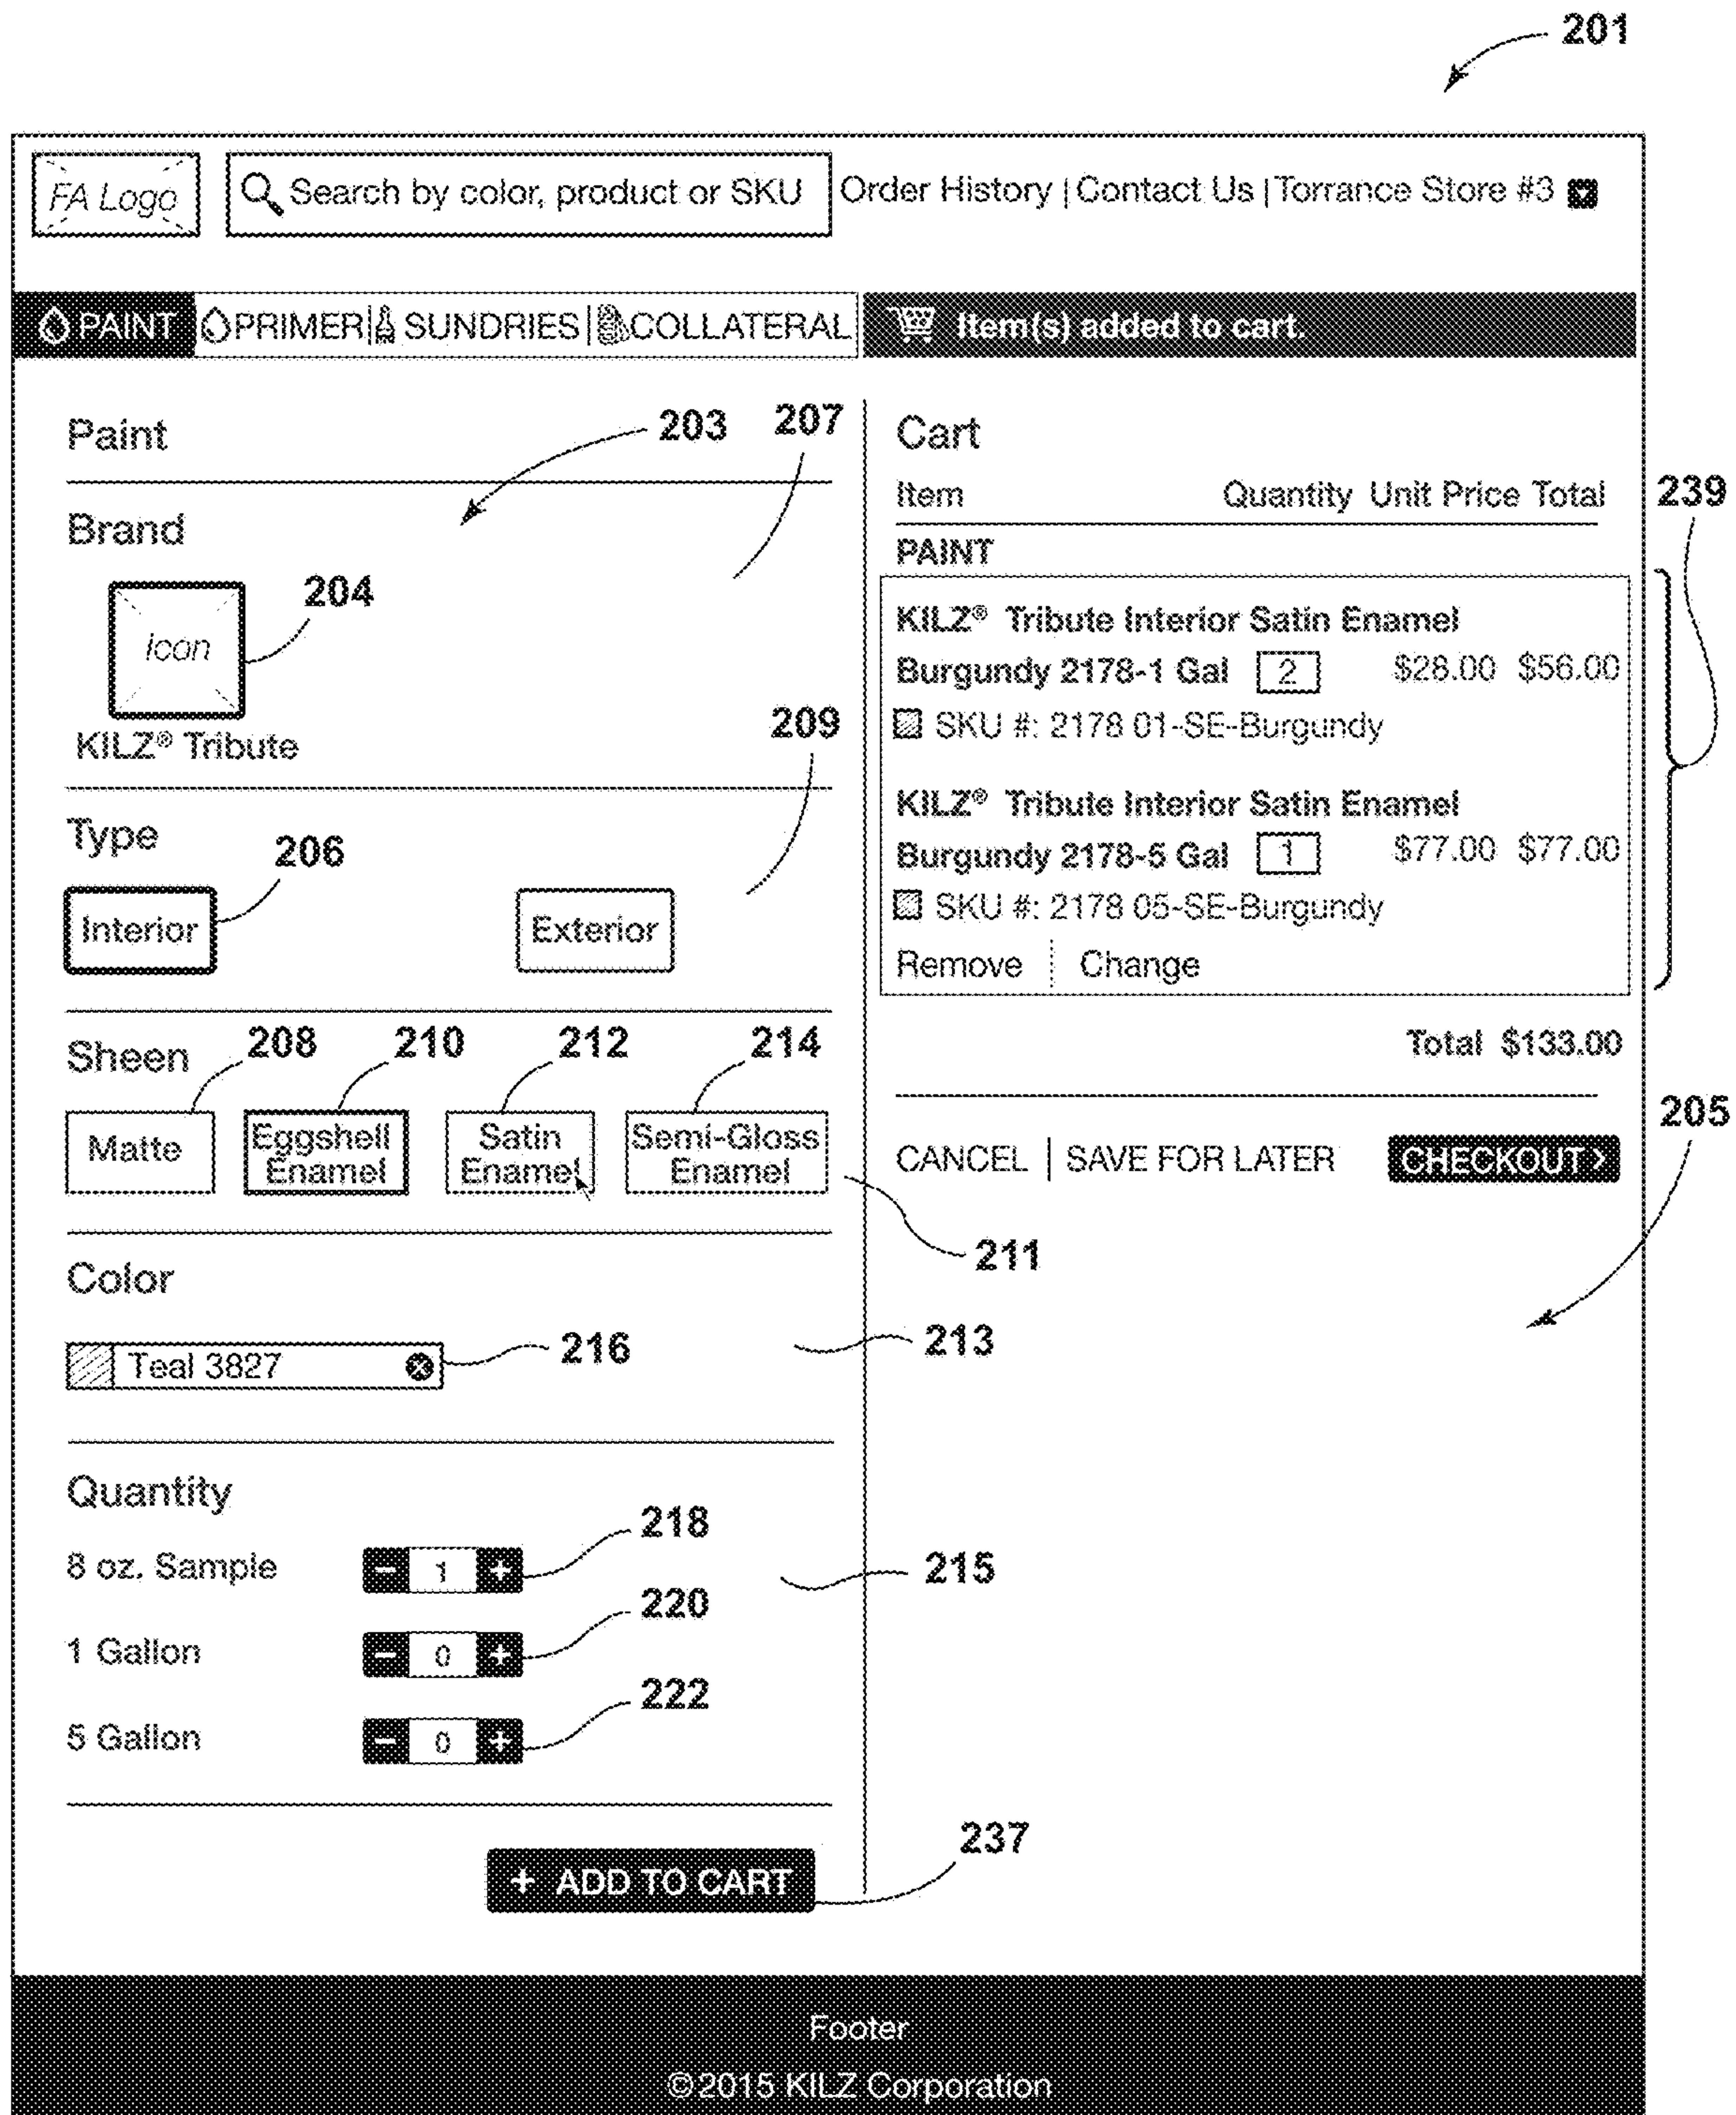 201
FA Logo
Search by color, product or SKU
Order History | Contact Us | Torrance Store #3
PAINT | PRIMER | SUNDRIES | COLLATERAL
Item(s) added to cart.
Paint
203
207
Brand
204
Icon
KILZ® Tribute
209
Type
206
Interior
Exterior
Sheen
208
210
212
214
Matte
Eggshell
Enamel
Satin
Enamel
Semi-Gloss
Enamel
211
Color
213
216
Teal 3827
Quantity
218
8 oz. Sample
- 1 +
215
220
1 Gallon
- 0 +
222
5 Gallon
- 0 +
237
+ ADD TO CART
Cart
Item Quantity Unit Price Total
239
PAINT
KILZ® Tribute Interior Satin Enamel
Burgundy 2178-1 Gal 2 $28.00 $56.00
SKU #: 2178 01-SE-Burgundy
KILZ® Tribute Interior Satin Enamel
Burgundy 2178-5 Gal 1 $77.00 $77.00
SKU #: 2178 05-SE-Burgundy
Remove Change
Total $133.00
205
CANCEL | SAVE FOR LATER CHECKOUT >
Footer
©2015 KILZ Corporation